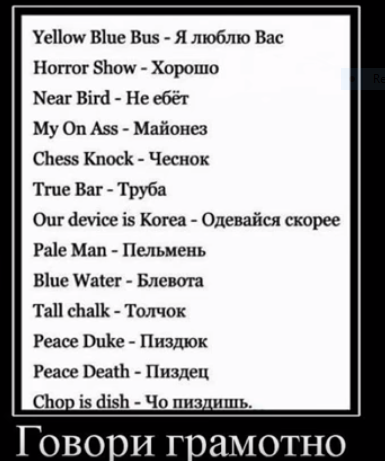 Yellow Blue Bus - Я люблю Вас
Horror Show - Хорошо
Near Bird - Не ебёт
My On Ass - Майонез
Chess Knock - Чеснок
True Bar - Труба
Our device is Korea - Одевайся скорее
Pale Man - Пельмень
Blue Water - Блевота
Tall chalk - Толчок
Peace Duke - Пиздюк
Peace Death - Пиздец
Chop is dish - Чо пиздишь.
Говори грамотно